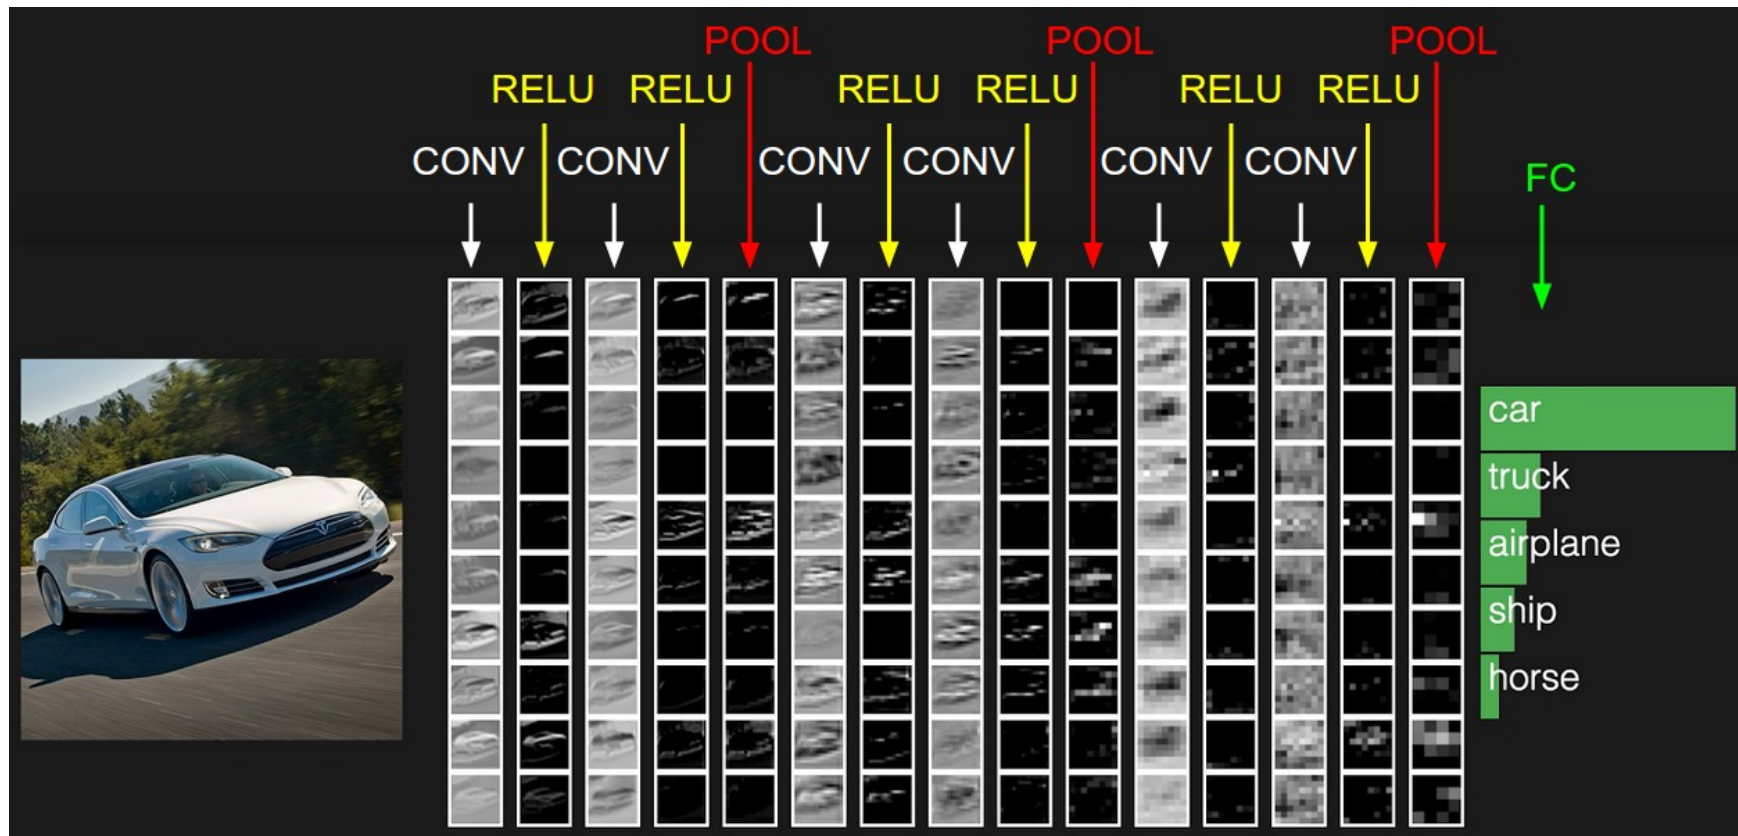 POOL POOL POOL
RELU RELU RELU RELU RELU RELU
CONV CONV CONV CONV CONV CONV
FC
car
truck
airplane
ship
horse